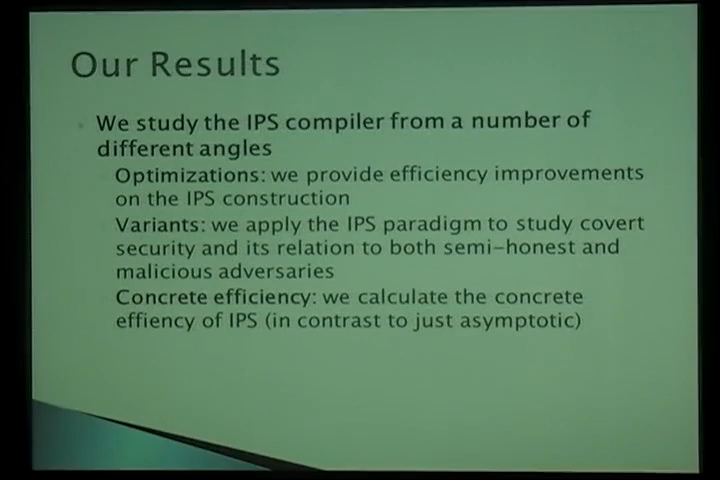 Our Results
We study the IPS compiler from a number of
different angles
Optimizations: we provide efficiency improvements
on the IPS construction
Variants: we apply the IPS paradigm to study covert
security and its relation to both semi-honest and
malicious adversaries
Concrete efficiency: we calculate the concrete
effiency of IPS (in contrast to just asymptotic)